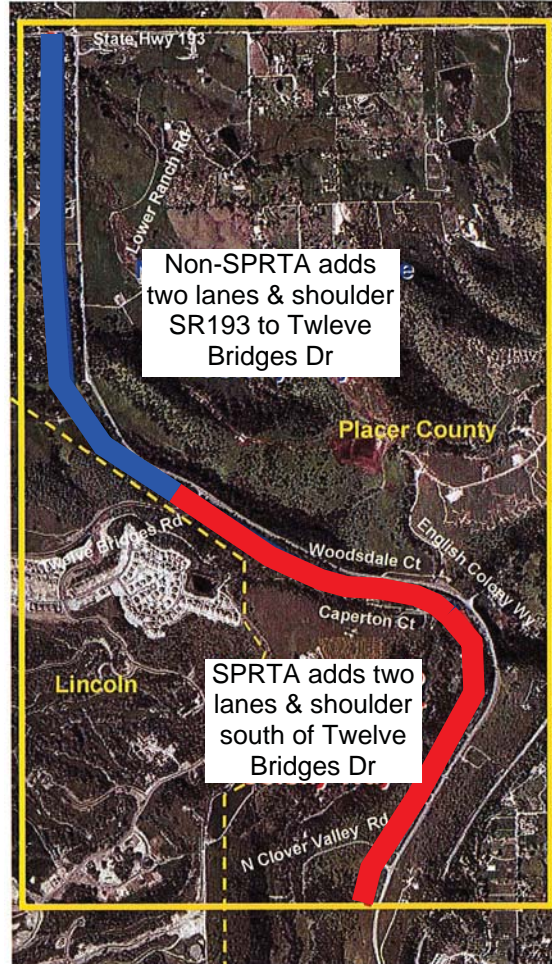 State Hwy 193
Lower Ranch Rd
Non-SPRTA adds
two lanes & shoulder
SR193 to Twleve
Bridges Dr
Placer County
English Colony Wy
Twelve Bridges Rd
Woodsdale Ct
Caperton Ct
Lincoln
SPRTA adds two
lanes & shoulder
south of Twelve
Bridges Dr
N Clover Valley Rd